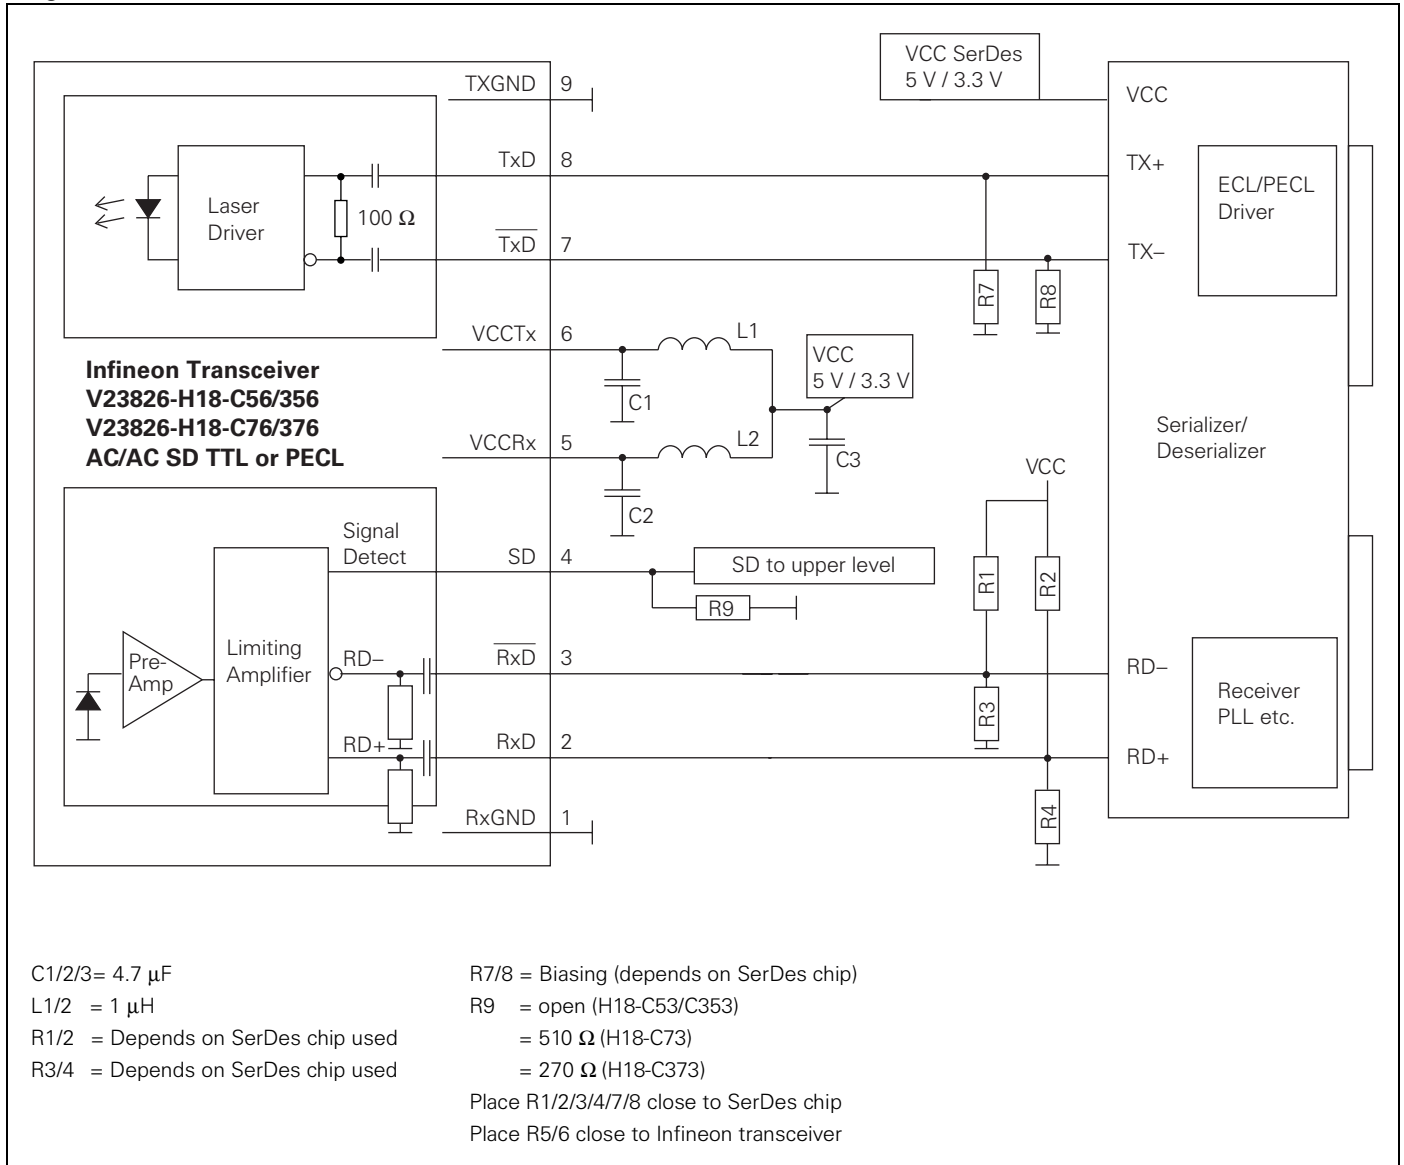 VCC SerDes
5 V / 3.3 V
TXGND 9
VCC
TxD 8
TX+
ECL/PECL
Driver
Laser
Driver
100 Ω
TxD 7
TX–
R7
R8
VCCTx 6
L1
VCC
5 V / 3.3 V
Infineon Transceiver
V23826-H18-C56/356
V23826-H18-C76/376
AC/AC SD TTL or PECL
C1
VCCRx 5
L2
C3
C2
Serializer/
Deserializer
VCC
Signal
Detect
SD 4
SD to upper level
R9
R1
R2
Pre-
Amp
Limiting
Amplifier
RD–
RxD 3
RD–
R3
Receiver
PLL etc.
RD+
RxD 2
RD+
R4
RxGND 1
C1/2/3= 4.7 μF
L1/2 = 1 μH
R1/2 = Depends on SerDes chip used
R3/4 = Depends on SerDes chip used
R7/8 = Biasing (depends on SerDes chip)
R9 = open (H18-C53/C353)
= 510 Ω (H18-C73)
= 270 Ω (H18-C373)
Place R1/2/3/4/7/8 close to SerDes chip
Place R5/6 close to Infineon transceiver